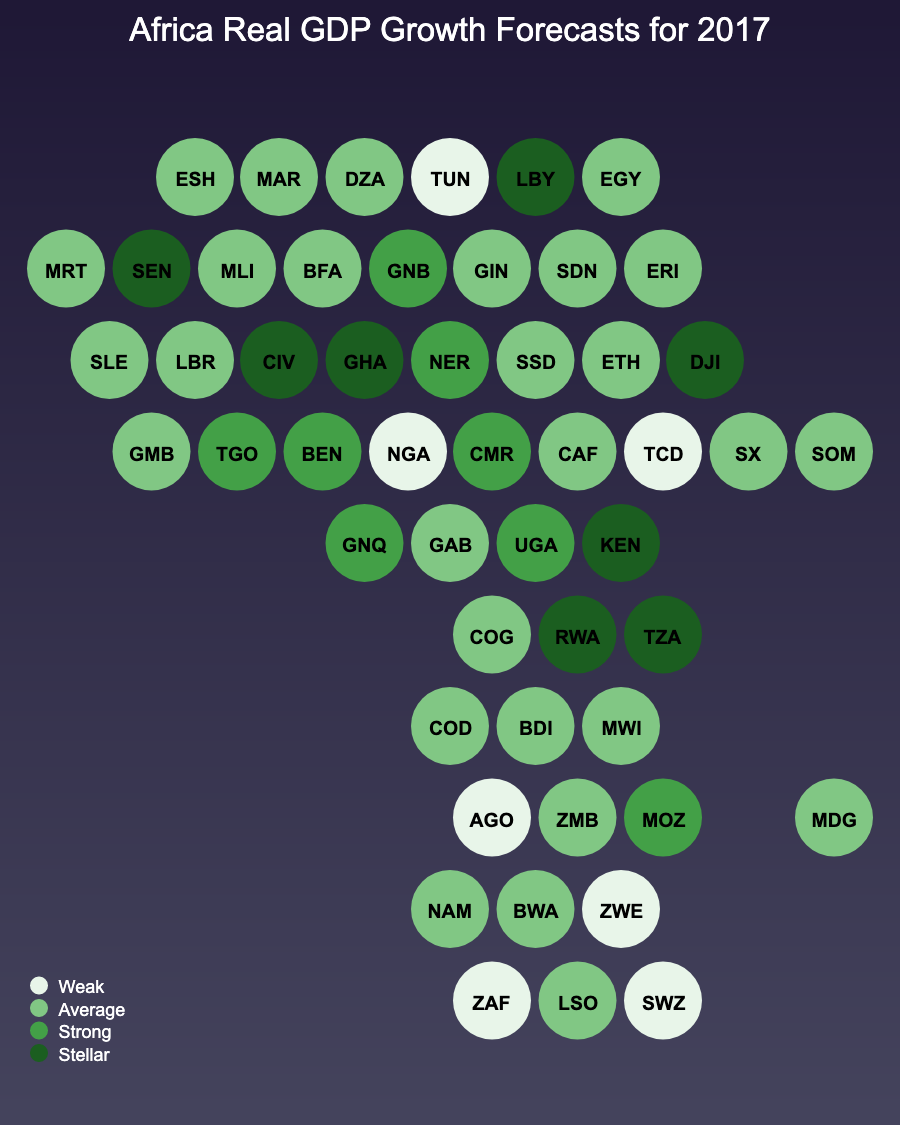 Africa Real GDP Growth Forecasts for 2017
ESH MAR DZA TUN LBY EGY
MRT SEN MLI BFA GNB GIN SDN ERI
SLE LBR CIV GHA NER SSD ETH DJI
GMB TGO BEN NGA CMR CAF TCD SX SOM
GNQ GAB UGA KEN
COG RWA TZA
COD BDI MWI
AGO ZMB MOZ MDG
NAM BWA ZWE
ZAF LSO SWZ
Weak
Average
Strong
Stellar